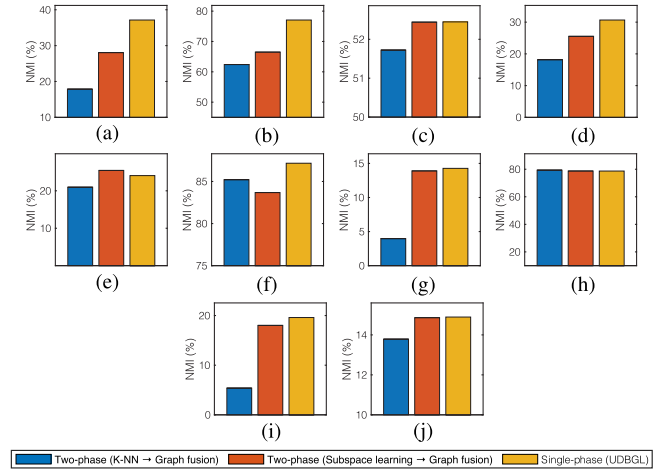 NMI (%)
40
30
20
10
(a)
NMI (%)
80
70
60
50
(b)
NMI (%)
52
51
50
(c)
NMI (%)
30
20
10
0
(d)
NMI (%)
20
10
(e)
NMI (%)
85
80
75
(f)
NMI (%)
15
10
5
0
(g)
NMI (%)
80
60
40
20
(h)
NMI (%)
20
10
0
(i)
NMI (%)
14
12
10
(j)
Two-phase (K-NN → Graph fusion) Two-phase (Subspace learning → Graph fusion) Single-phase (UDBGL)